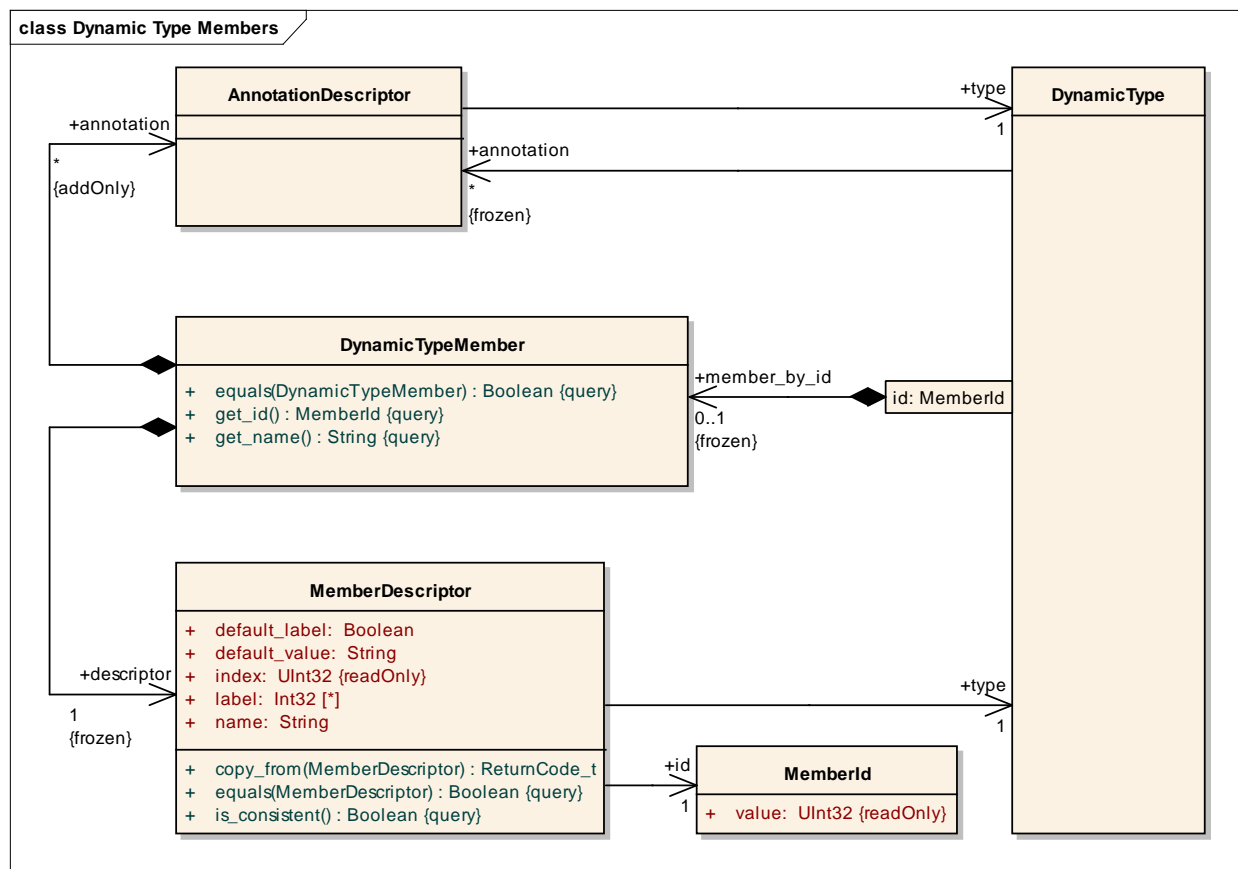 class Dynamic Type Members
AnnotationDescriptor
+type
1
DynamicType
+annotation
*
{addOnly}
+annotation
*
{frozen}
DynamicTypeMember
+ equals(DynamicTypeMember) : Boolean {query}
+ get_id() : MemberId {query}
+ get_name() : String {query}
+member_by_id
0..1
{frozen}
id: MemberId
MemberDescriptor
+ default_label: Boolean
+ default_value: String
+ index: UInt32 {readOnly}
+ label: Int32 [*]
+ name: String
+descriptor
1
{frozen}
+type
1
+ copy_from(MemberDescriptor) : ReturnCode_t
+ equals(MemberDescriptor) : Boolean {query}
+ is_consistent() : Boolean {query}
+id
1
MemberId
+ value: UInt32 {readOnly}